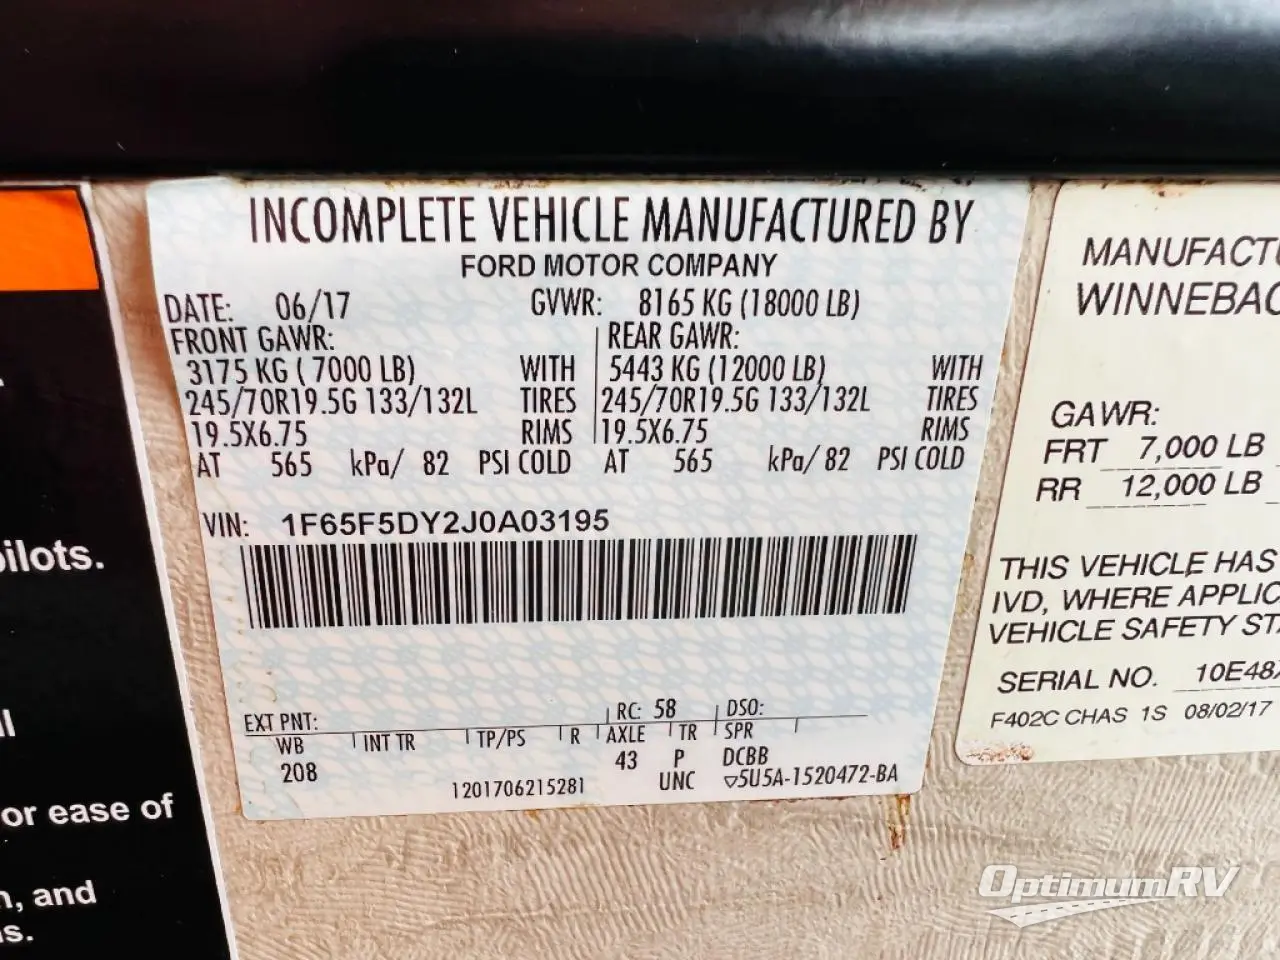 INCOMPLETE VEHICLE MANUFACTURED BY
FORD MOTOR COMPANY
DATE: 06/17 GVWR: 8165 KG (18000 LB)
FRONT GAWR: REAR GAWR:
3175 KG ( 7000 LB) WITH 5443 KG (12000 LB) WITH
245/70R19.5G 133/132L TIRES 245/70R19.5G 133/132L TIRES
19.5X6.75 RIMS 19.5X6.75 RIMS
AT 565 kPa/ 82 PSI COLD AT 565 kPa/ 82 PSI COLD
VIN: 1F65F5DY2J0A03195
EXT PNT: RC: 58 DSO:
WB INT TR TP/PS R AXLE TR SPR
208 43 P DCBB
1201706215281 UNC ▽5U5A-1520472-BA
MANUFACTU
WINNEBAG
GAWR:
FRT 7,000 LB
RR 12,000 LB
THIS VEHICLE HAS
IVD, WHERE APPLIC
VEHICLE SAFETY STA
SERIAL NO. 10E48X
F402C CHAS 1S 08/02/17
pilots.
ll
or ease of
n, and
ns.
OptimumRV